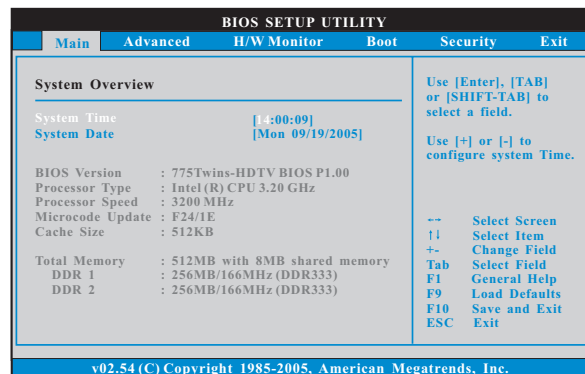 BIOS SETUP UTILITY
Main Advanced H/W Monitor Boot Security Exit
System Overview
System Time [14:00:09]
System Date [Mon 09/19/2005]
BIOS Version : 775Twins-HDTV BIOS P1.00
Processor Type : Intel (R) CPU 3.20 GHz
Processor Speed : 3200 MHz
Microcode Update : F24/1E
Cache Size : 512KB
Total Memory : 512MB with 8MB shared memory
DDR 1 : 256MB/166MHz (DDR333)
DDR 2 : 256MB/166MHz (DDR333)
Use [Enter], [TAB]
or [SHIFT-TAB] to
select a field.
Use [+] or [-] to
configure system Time.
←→ Select Screen
↑↓ Select Item
+- Change Field
Tab Select Field
F1 General Help
F9 Load Defaults
F10 Save and Exit
ESC Exit
v02.54 (C) Copyright 1985-2005, American Megatrends, Inc.